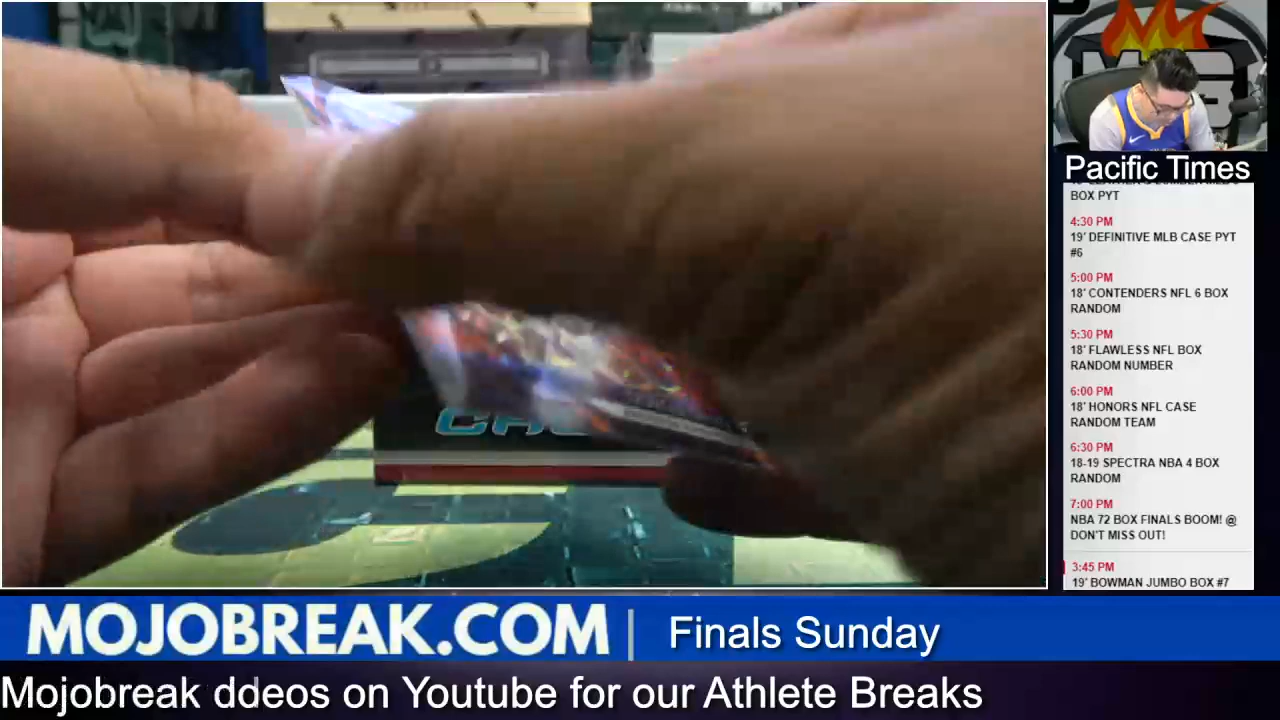 Pacific Times
BOX PYT
4:30 PM
19' DEFINITIVE MLB CASE PYT
#6
5:00 PM
18' CONTENDERS NFL 6 BOX
RANDOM
5:30 PM
18' FLAWLESS NFL BOX
RANDOM NUMBER
6:00 PM
18' HONORS NFL CASE
RANDOM TEAM
6:30 PM
18-19 SPECTRA NBA 4 BOX
RANDOM
7:00 PM
NBA 72 BOX FINALS BOOM! @
DON'T MISS OUT!
3:45 PM
19' BOWMAN JUMBO BOX #7
MOJOBREAK.COM | Finals Sunday
Mojobreak ddeos on Youtube for our Athlete Breaks